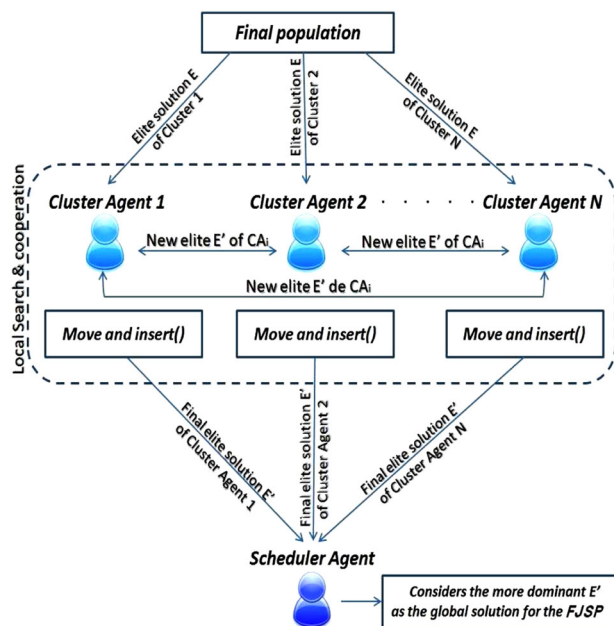 Final population
Elite solution E
of Cluster 1
Elite solution E
of Cluster 2
Elite solution E
of Cluster N
Local Search & cooperation
Cluster Agent 1
Cluster Agent 2
· · · · ·
Cluster Agent N
New elite E' of CAi
New elite E' of CAi
New elite E' de CAi
Move and insert()
Move and insert()
Move and insert()
Final elite solution E'
of Cluster Agent 1
Final elite solution E'
of Cluster Agent 2
Final elite solution E'
of Cluster Agent N
Scheduler Agent
Considers the more dominant E'
as the global solution for the FJSP